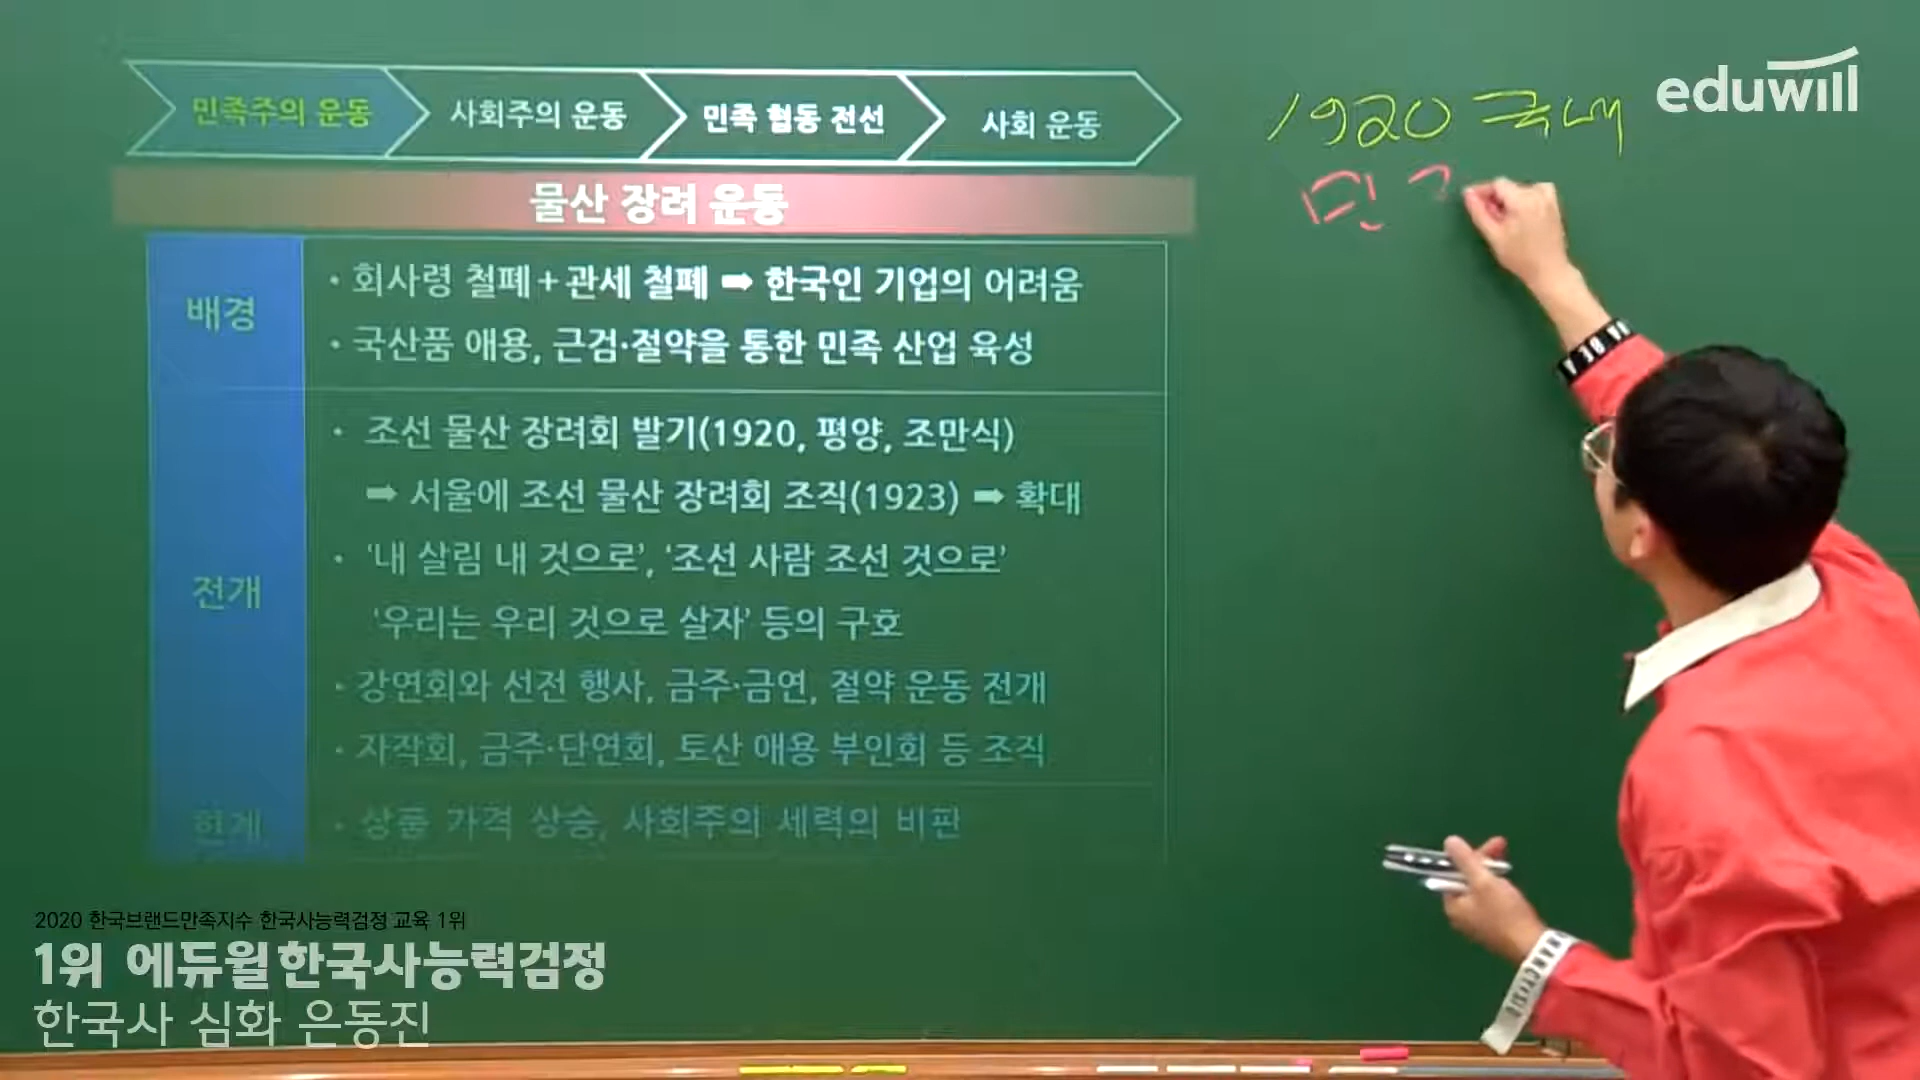 민족주의 운동
사회주의 운동
민족 협동 전선
사회 운동
물산 장려 운동
배경
• 회사령 철폐+관세 철폐 ➡ 한국인 기업의 어려움
• 국산품 애용, 근검·절약을 통한 민족 산업 육성
전개
• 조선 물산 장려회 발기(1920, 평양, 조만식)
➡ 서울에 조선 물산 장려회 조직(1923) ➡ 확대
• ‘내 살림 내 것으로’, ‘조선 사람 조선 것으로’
‘우리는 우리 것으로 살자’ 등의 구호
• 강연회와 선전 행사, 금주·금연, 절약 운동 전개
• 자작회, 금주·단연회, 토산 애용 부인회 등 조직
한계
• 상품 가격 상승, 사회주의 세력의 비판
1920 국내
민
eduwill
2020 한국브랜드만족지수 한국사능력검정 교육 1위
1위 에듀윌한국사능력검정
한국사 심화 은동진